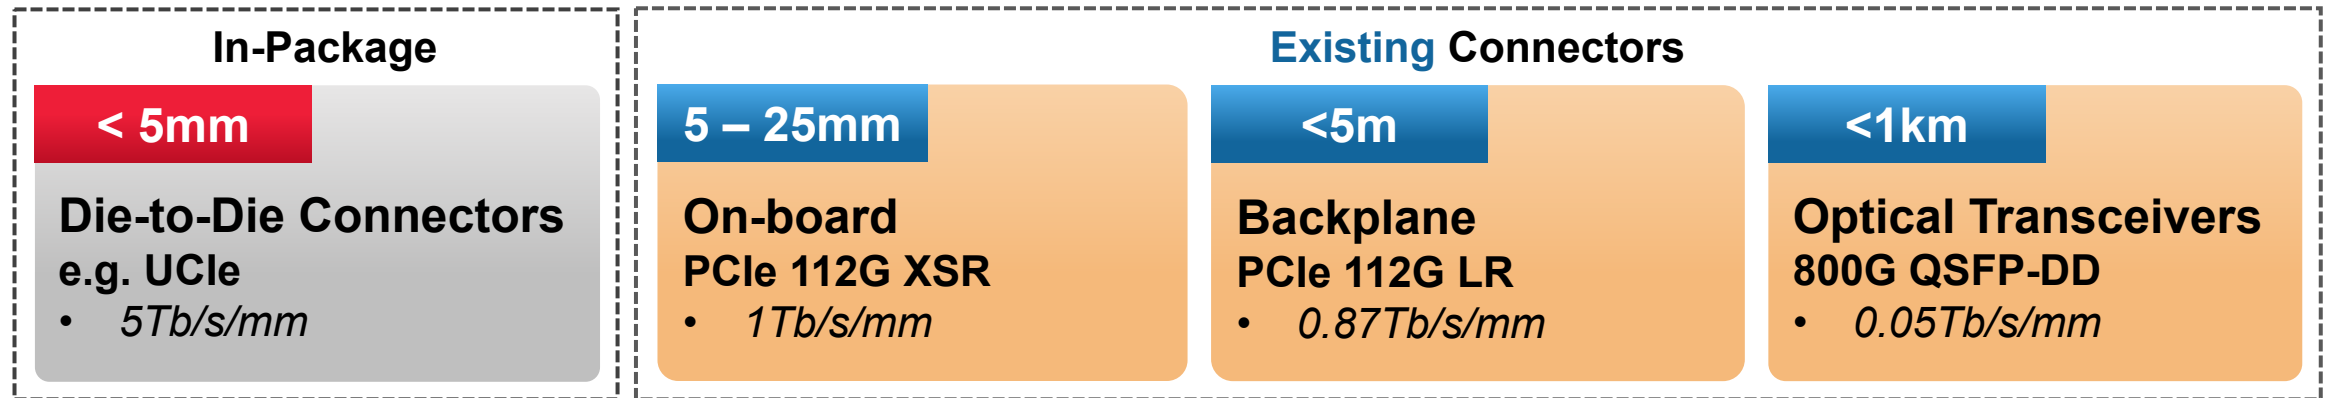 In-Package
< 5mm
Die-to-Die Connectors
e.g. UCIe
• 5Tb/s/mm
Existing Connectors
5 – 25mm
On-board
PCIe 112G XSR
• 1Tb/s/mm
<5m
Backplane
PCIe 112G LR
• 0.87Tb/s/mm
<1km
Optical Transceivers
800G QSFP-DD
• 0.05Tb/s/mm